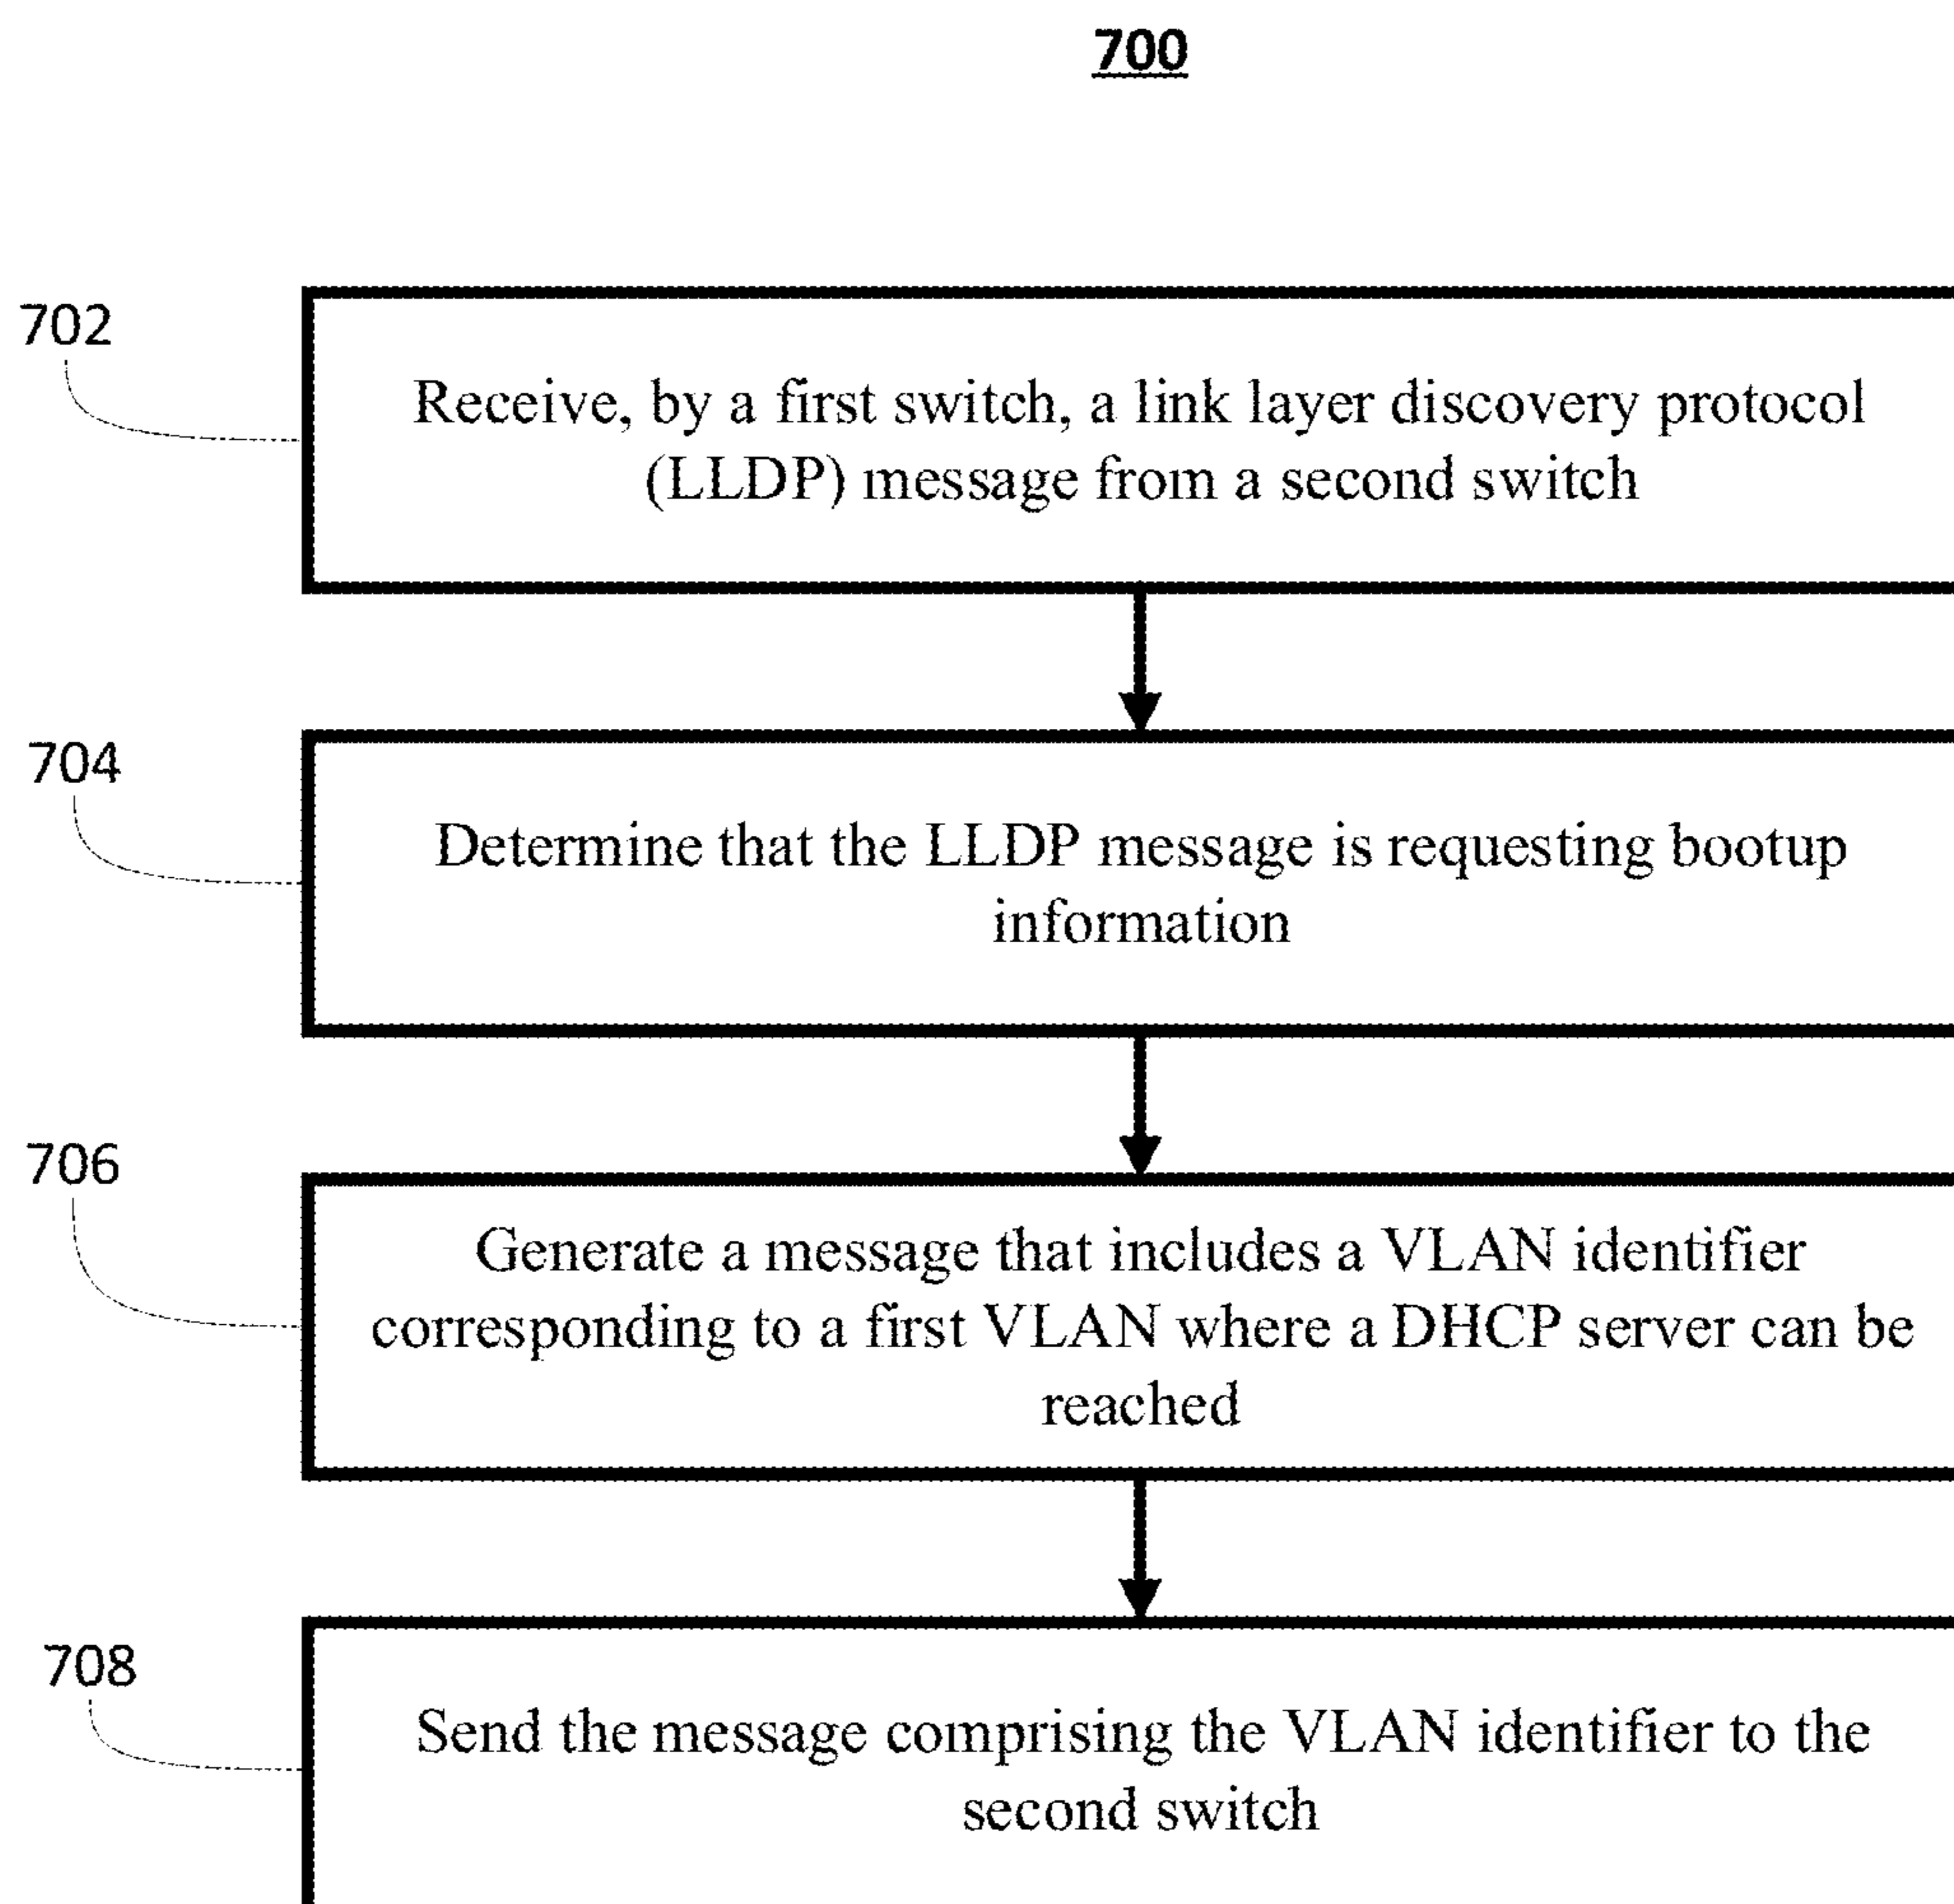 700
702
Receive, by a first switch, a link layer discovery protocol
(LLDP) message from a second switch
704
Determine that the LLDP message is requesting bootup
information
706
Generate a message that includes a VLAN identifier
corresponding to a first VLAN where a DHCP server can be
reached
708
Send the message comprising the VLAN identifier to the
second switch